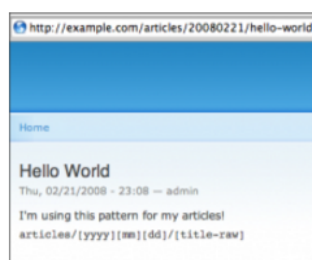 http://example.com/articles/20080221/hello-world
Home
Hello World
Thu, 02/21/2008 - 23:08 — admin
I'm using this pattern for my articles!
articles/[yyyy][mm][dd]/[title-raw]